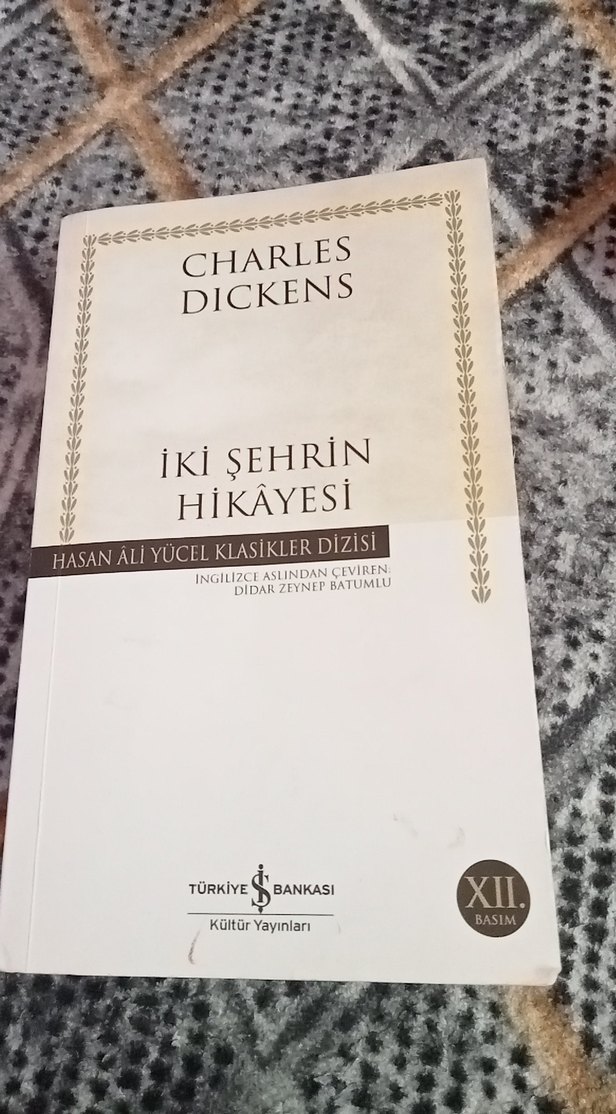 CHARLES
DICKENS
İKİ ŞEHRİN
HİKÂYESİ
HASAN ÂLİ YÜCEL KLASİKLER DİZİSİ
İNGİLİZCE ASLINDAN ÇEVİREN:
DİDAR ZEYNEP BATUMLU
XII.
BASIM
TÜRKİYE İŞ BANKASI
Kültür Yayınları